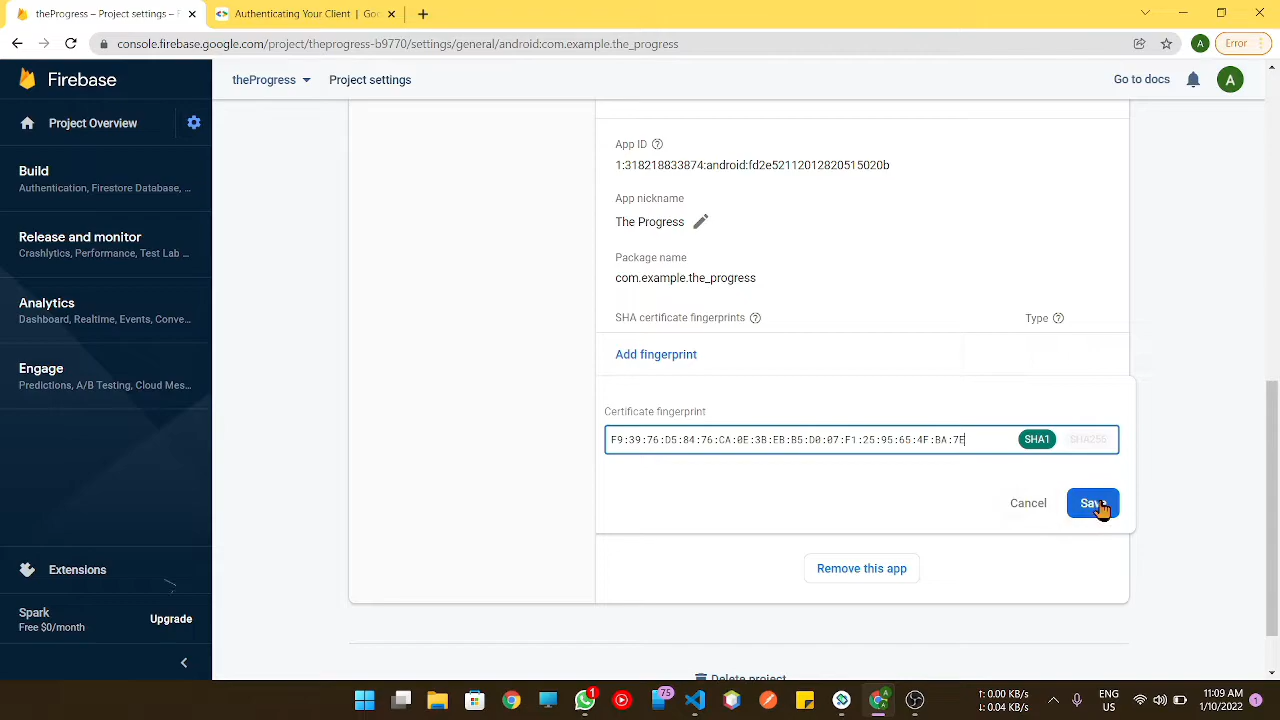 theProgress – Project settings – F
Authenticating Your Client | Goo
console.firebase.google.com/project/theprogress-b9770/settings/general/android:com.example.the_progress
A
Error
Firebase
theProgress
Project settings
Go to docs
A
Project Overview
Build
Authentication, Firestore Database, ...
Release and monitor
Crashlytics, Performance, Test Lab ...
Analytics
Dashboard, Realtime, Events, Conve...
Engage
Predictions, A/B Testing, Cloud Mes...
Extensions
Spark
Free $0/month
Upgrade
App ID
1:318218833874:android:fd2e52112012820515020b
App nickname
The Progress
Package name
com.example.the_progress
SHA certificate fingerprints
Type
Add fingerprint
Certificate fingerprint
F9:39:76:D5:84:76:CA:0E:3B:EB:B5:D8:07:F1:25:95:65:4F:BA:7E
SHA1
SHA256
Cancel
Save
Remove this app
Delete project
1
75
A
↑: 0.00 KB/s
↓: 0.04 KB/s
ENG
US
11:09 AM
1/10/2022
1